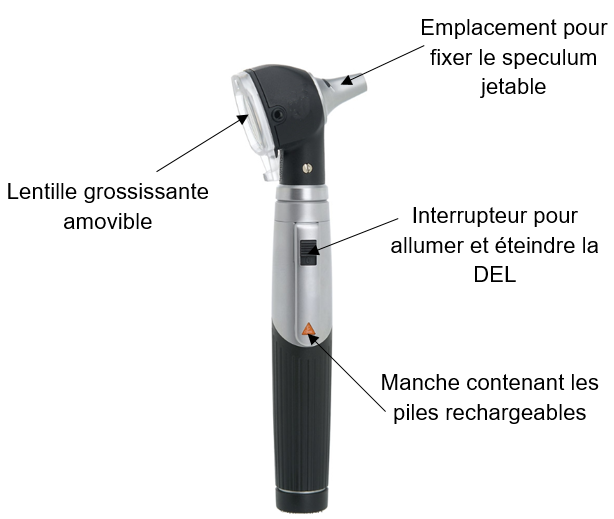 Emplacement pour
fixer le speculum
jetable
Lentille grossissante
amovible
Interrupteur pour
allumer et éteindre la
DEL
Manche contenant les
piles rechargeables